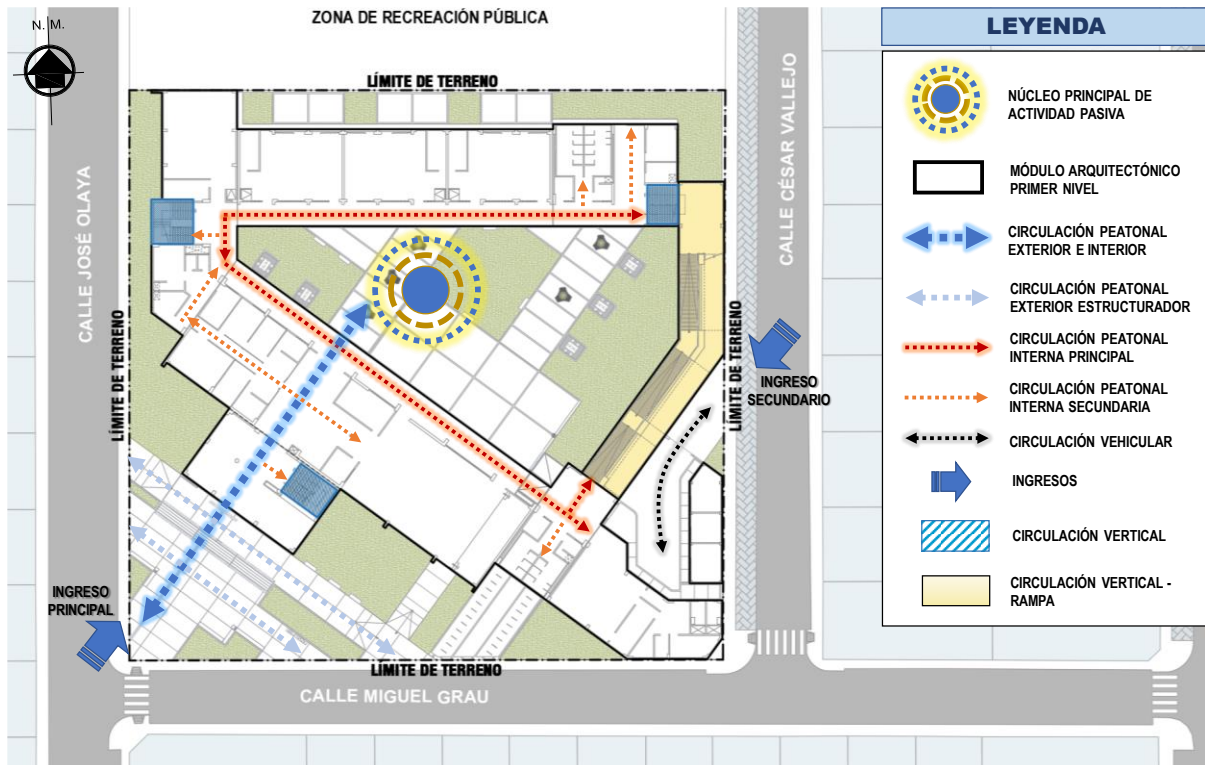 N. M.
ZONA DE RECREACIÓN PÚBLICA
LÍMITE DE TERRENO
CALLE JOSÉ OLAYA
LÍMITE DE TERRENO
CALLE CÉSAR VALLEJO
LÍMITE DE TERRENO
INGRESO
SECUNDARIO
INGRESO
PRINCIPAL
LÍMITE DE TERRENO
CALLE MIGUEL GRAU
LEYENDA
NÚCLEO PRINCIPAL DE
ACTIVIDAD PASIVA
MÓDULO ARQUITECTÓNICO
PRIMER NIVEL
CIRCULACIÓN PEATONAL
EXTERIOR E INTERIOR
CIRCULACIÓN PEATONAL
EXTERIOR ESTRUCTURADOR
CIRCULACIÓN PEATONAL
INTERNA PRINCIPAL
CIRCULACIÓN PEATONAL
INTERNA SECUNDARIA
CIRCULACIÓN VEHICULAR
INGRESOS
CIRCULACIÓN VERTICAL
CIRCULACIÓN VERTICAL -
RAMPA